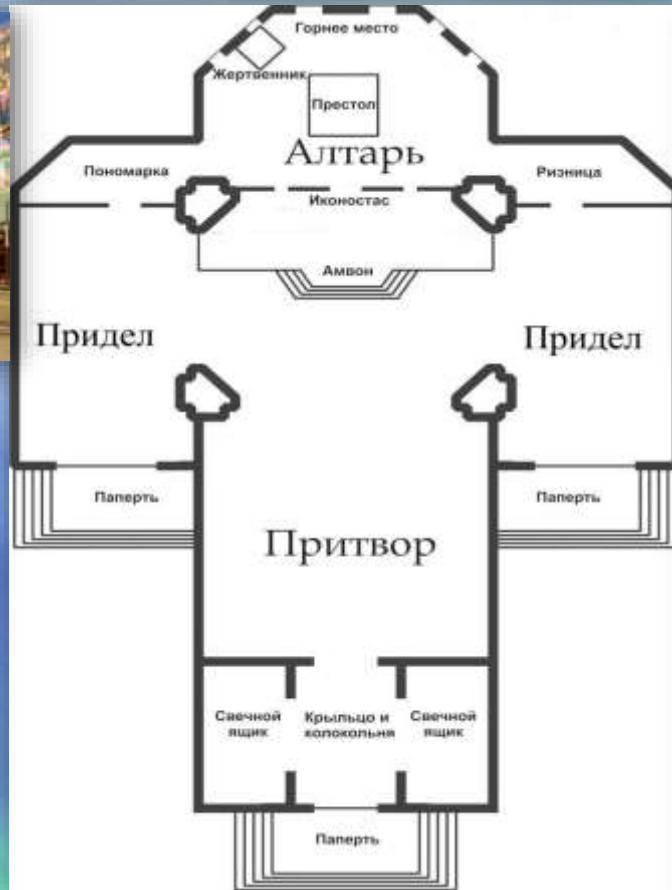 Горнее место
Жертвенник
Престол
Алтарь
Пономарка
Ризница
Иконостас
Амвон
Придел
Придел
Паперть
Паперть
Притвор
Свечной
ящик
Крыльцо и
колокольня
Свечной
ящик
Паперть